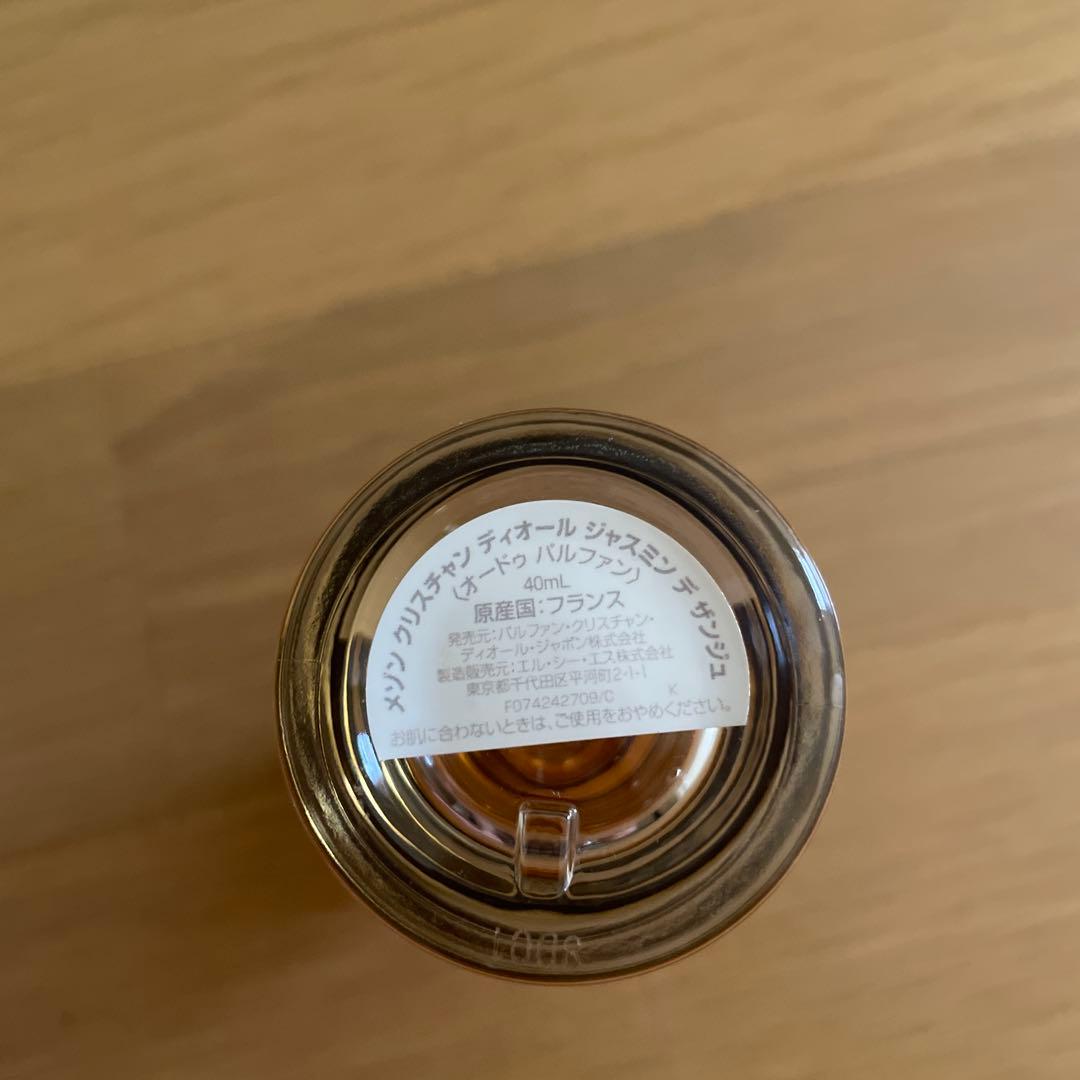 メゾン クリスチャン ディオール ジャスミン デ ザンジュ
〈オードゥ パルファン〉
40mL
原産国：フランス
発売元：パルファン・クリスチャン・
ディオール・ジャポン株式会社
製造販売元：エル・シー・エス株式会社
東京都千代田区平河町2-1-1
F074242709/C K
お肌に合わないときは、ご使用をおやめください。